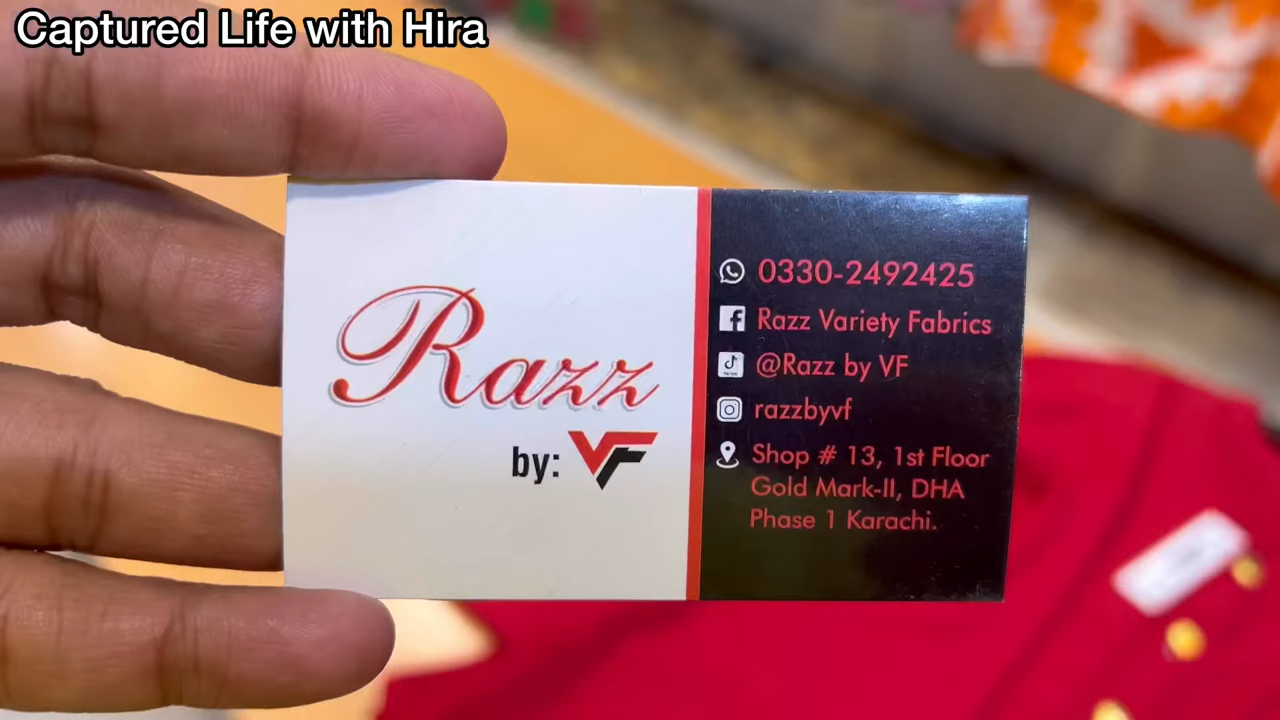 Captured Life with Hira
Razz
by: VF
0330-2492425
Razz Variety Fabrics
@Razz by VF
razzbyvf
Shop # 13, 1st Floor
Gold Mark-II, DHA
Phase 1 Karachi.